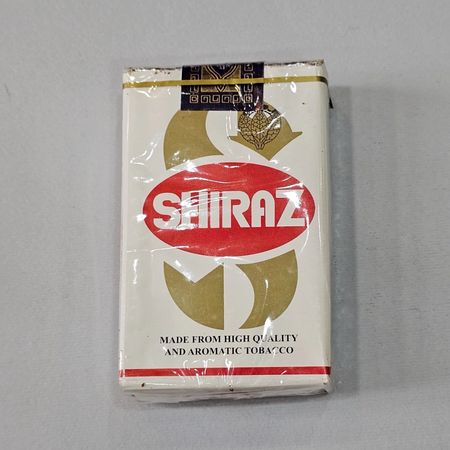 SHIRAZ
MADE FROM HIGH QUALITY
AND AROMATIC TOBACCO